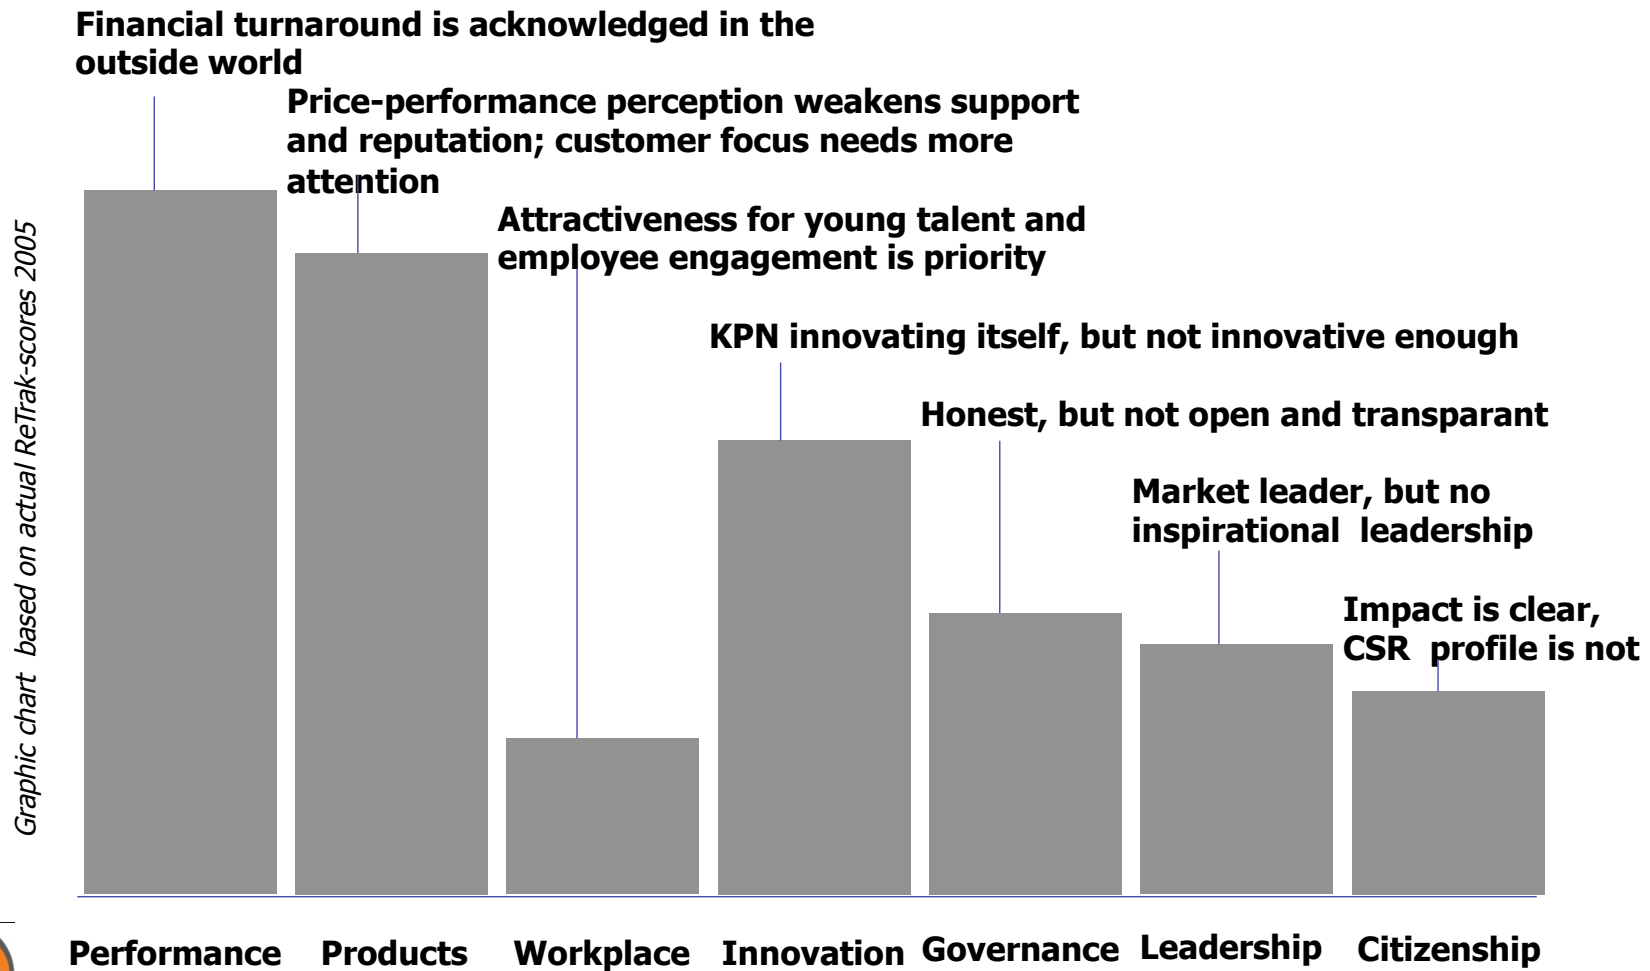 Financial turnaround is acknowledged in the
outside world
Price-performance perception weakens support
and reputation; customer focus needs more
attention
Attractiveness for young talent and
employee engagement is priority
KPN innovating itself, but not innovative enough
Honest, but not open and transparant
Market leader, but no
inspirational leadership
Impact is clear,
CSR profile is not
Graphic chart based on actual ReTrak-scores 2005
Performance
Products
Workplace
Innovation
Governance
Leadership
Citizenship